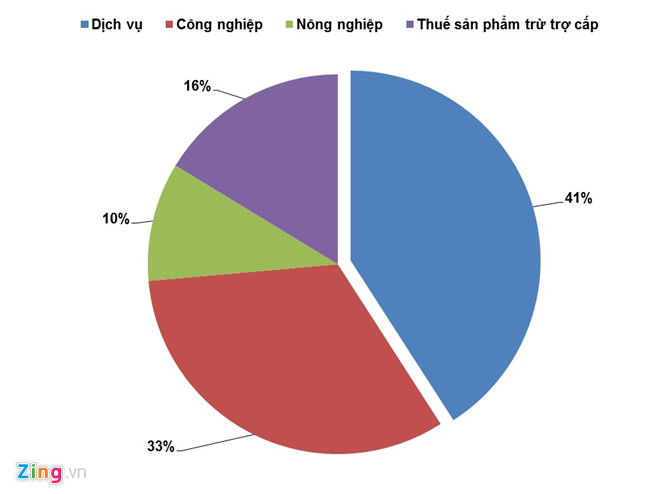 Dịch vụ Công nghiệp Nông nghiệp Thuế sản phẩm trừ trợ cấp
16%
41%
10%
33%
Zing.vn